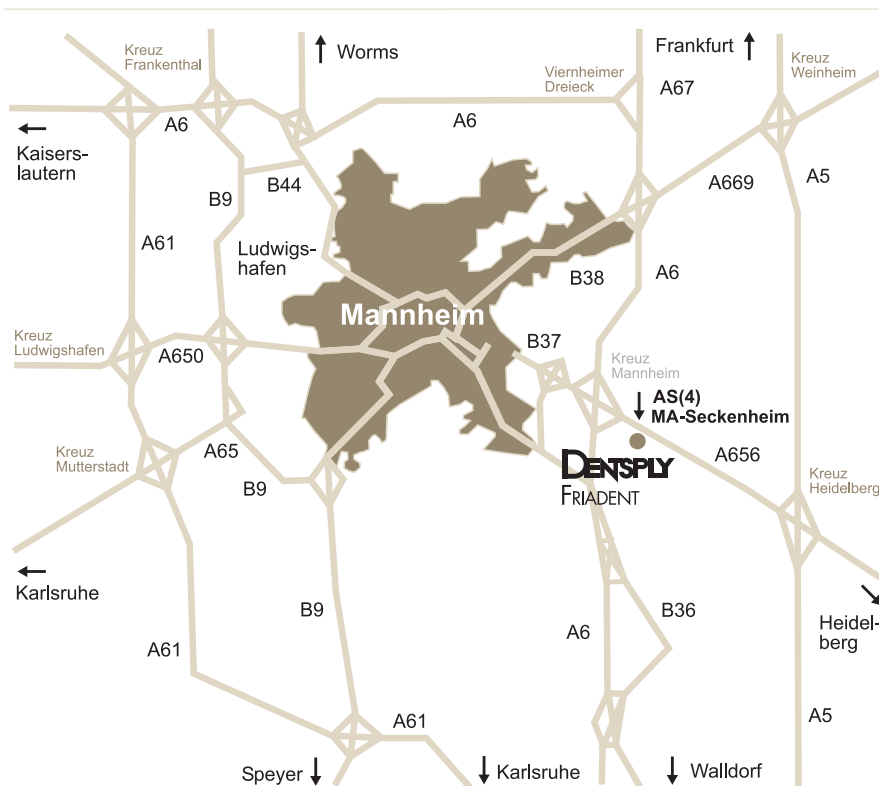 Kreuz
Frankenthal
Worms
Frankfurt
Kreuz
Weinheim
Viernheimer
Dreieck
A67
A6
A6
Kaisers-
lautern
B9
B44
A669
A5
A61
Ludwigs-
hafen
B38
A6
Mannheim
Kreuz
Ludwigshafen
A650
B37
Kreuz
Mannheim
AS(4)
MA-Seckenheim
Kreuz
Mutterstadt
A65
B9
A656
DENTSPLY
FRIADENT
Kreuz
Heidelberg
Karlsruhe
B9
A6
B36
Heidel-
berg
A61
A61
A5
Speyer
Karlsruhe
Walldorf